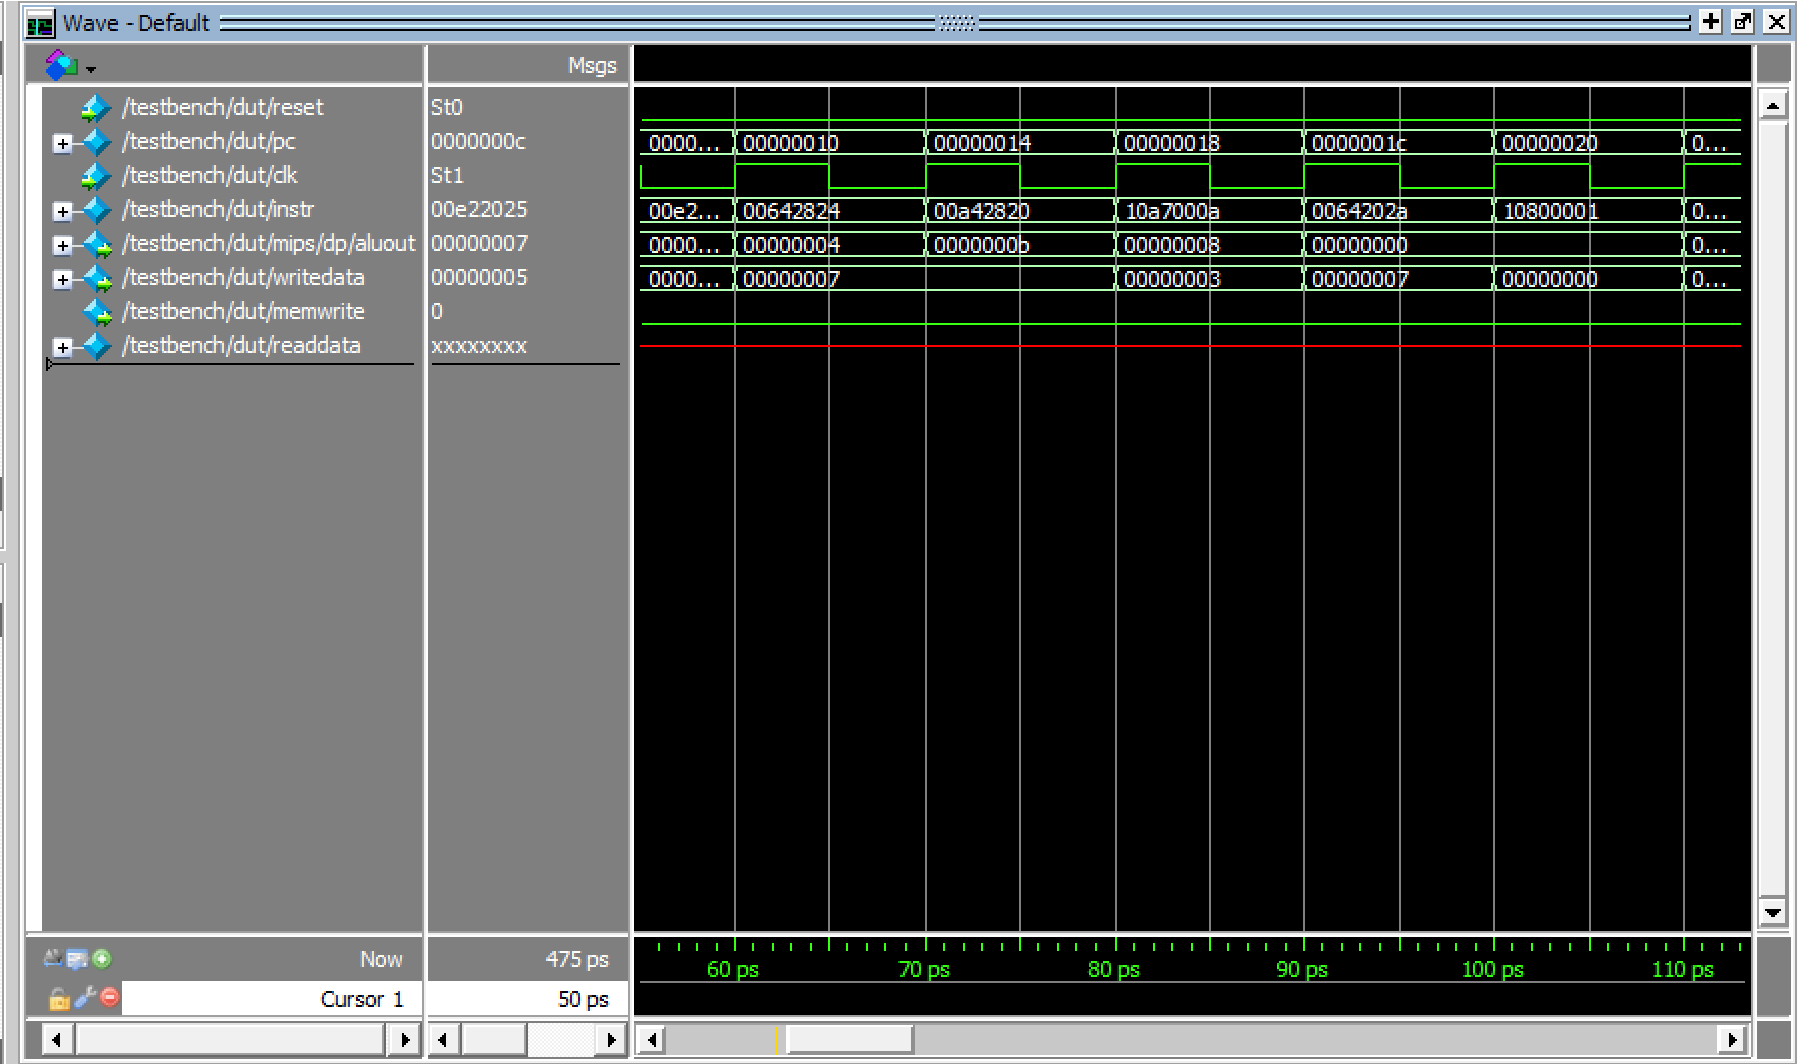 Wave - Default
Msgs
/testbench/dut/reset St0
/testbench/dut/pc 0000000c 0000... 00000010 00000014 00000018 0000001c 00000020 0...
/testbench/dut/clk St1
/testbench/dut/instr 00e22025 00e2... 00642824 00a42820 10a7000a 0064202a 10800001 0...
/testbench/dut/mips/dp/aluout 00000007 0000... 00000004 0000000b 00000008 00000000 0...
/testbench/dut/writedata 00000005 0000... 00000007 00000003 00000007 00000000 0...
/testbench/dut/memwrite 0
/testbench/dut/readdata xxxxxxxx
Now 475 ps 60 ps 70 ps 80 ps 90 ps 100 ps 110 ps
Cursor 1 50 ps